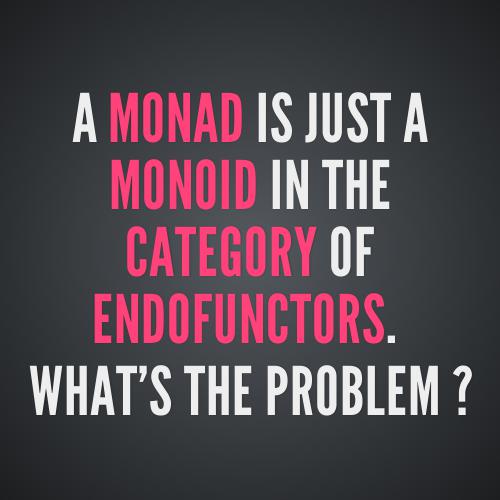 A MONAD IS JUST A
MONOID IN THE
CATEGORY OF
ENDOFUNCTORS.
WHAT'S THE PROBLEM ?